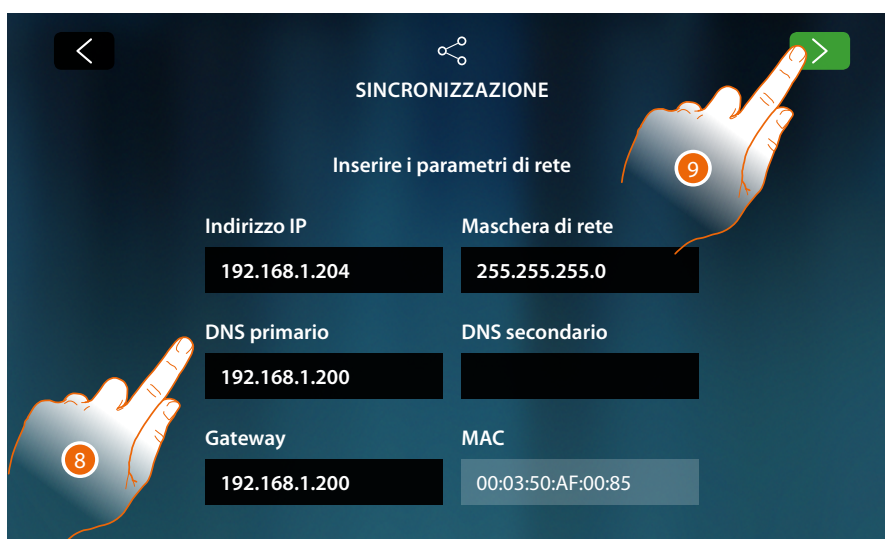 SINCRONIZZAZIONE
Inserire i parametri di rete
9
Indirizzo IP
Maschera di rete
192.168.1.204
255.255.255.0
DNS primario
DNS secondario
192.168.1.200
Gateway
MAC
8
192.168.1.200
00:03:50:AF:00:85